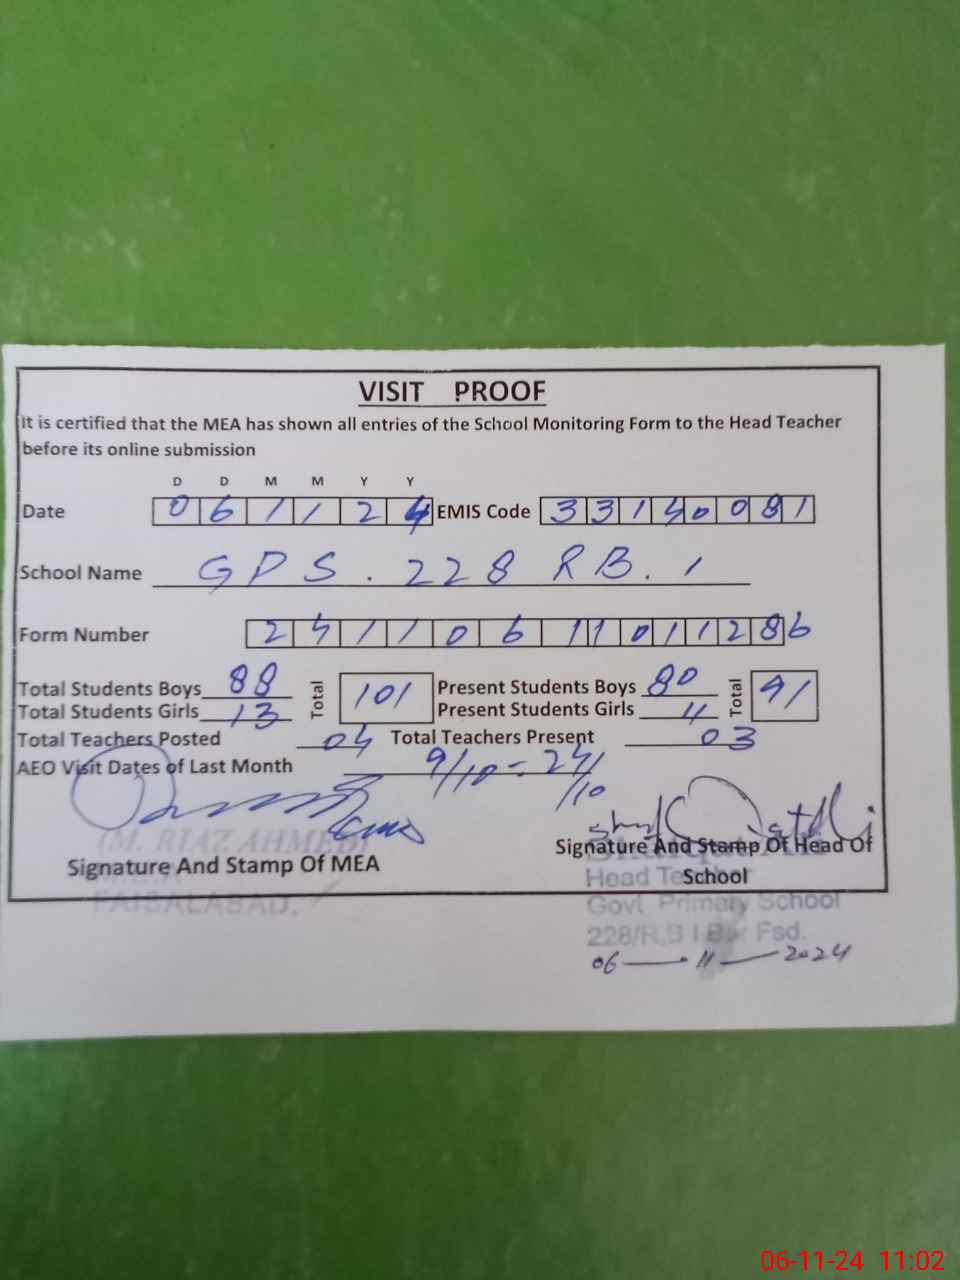 VISIT PROOF
It is certified that the MEA has shown all entries of the School Monitoring Form to the Head Teacher
before its online submission
D D M M Y Y
Date 0 6 1 1 2 4 EMIS Code 3 3 1 4 0 0 8 1
School Name GPS. 228 RB. 1
Form Number 2 4 1 1 0 6 1 1 0 1 1 2 8 6
Total Students Boys 88 Total 101 Present Students Boys 80 Total 91
Total Students Girls 13 Present Students Girls 11
Total Teachers Posted 04 Total Teachers Present 03
AEO Visit Dates of Last Month 9/10 - 24/10
(M. RIAZ AHMED)
Signature And Stamp Of MEA
FAISALABAD.
Signature And Stamp Of Head Of
School
Head Teacher
Govt. Primary School
228/R.B Fsd.
06 — 11 — 2024
06-11-24 11:02